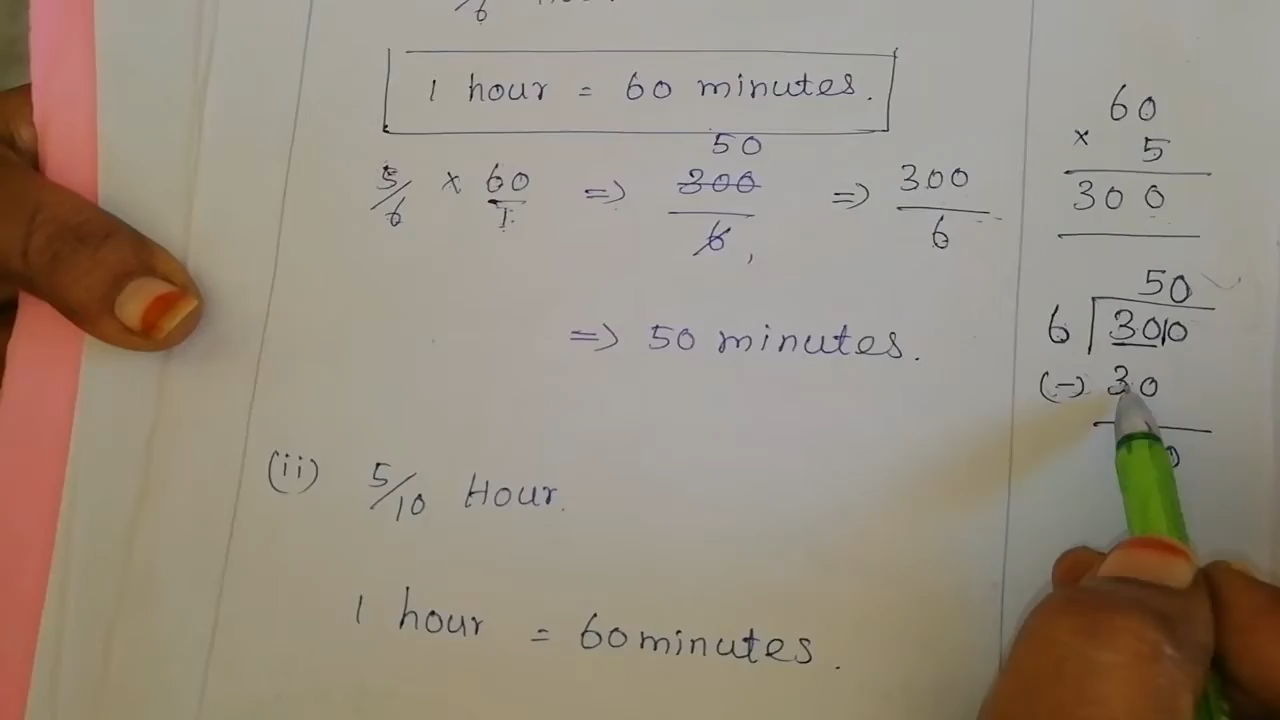 1 hour = 60 minutes.
50
5/6 × 60/1 => 300/6, => 300/6
=> 50 minutes.
(ii) 5/10 Hour.
1 hour = 60 minutes.
60
× 5
300
50
6 300
(-) 30
0